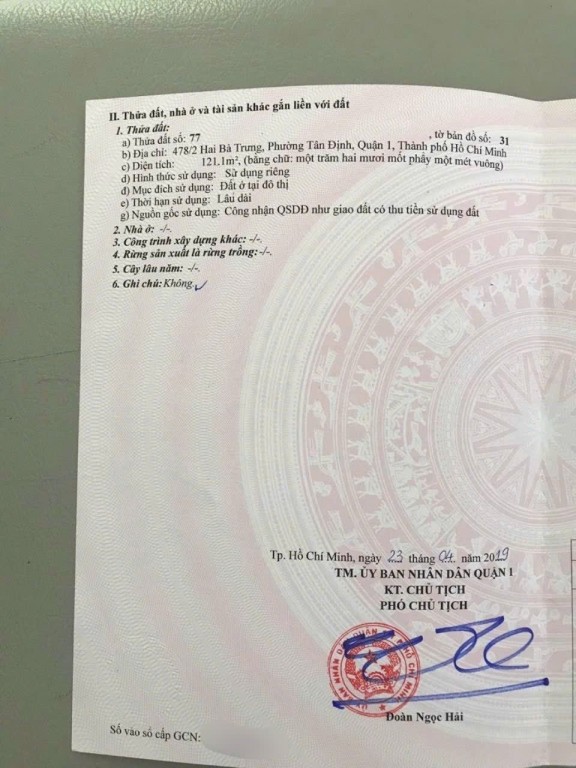 II. Thửa đất, nhà ở và tài sản khác gắn liền với đất
1. Thửa đất:
a) Thửa đất số: 77 , tờ bản đồ số: 31
b) Địa chỉ: 478/2 Hai Bà Trưng, Phường Tân Định, Quận 1, Thành phố Hồ Chí Minh
c) Diện tích: 121.1m², (bằng chữ: một trăm hai mươi mốt phẩy một mét vuông)
d) Hình thức sử dụng: Sử dụng riêng
đ) Mục đích sử dụng: Đất ở tại đô thị
e) Thời hạn sử dụng: Lâu dài
g) Nguồn gốc sử dụng: Công nhận QSDĐ như giao đất có thu tiền sử dụng đất
2. Nhà ở: -/-.
3. Công trình xây dựng khác: -/-.
4. Rừng sản xuất là rừng trồng:-/-.
5. Cây lâu năm: -/-.
6. Ghi chú: Không.
Tp. Hồ Chí Minh, ngày 23 tháng 04 năm 2019
TM. ỦY BAN NHÂN DÂN QUẬN 1
KT. CHỦ TỊCH
PHÓ CHỦ TỊCH
Đoàn Ngọc Hải
Số vào sổ cấp GCN: